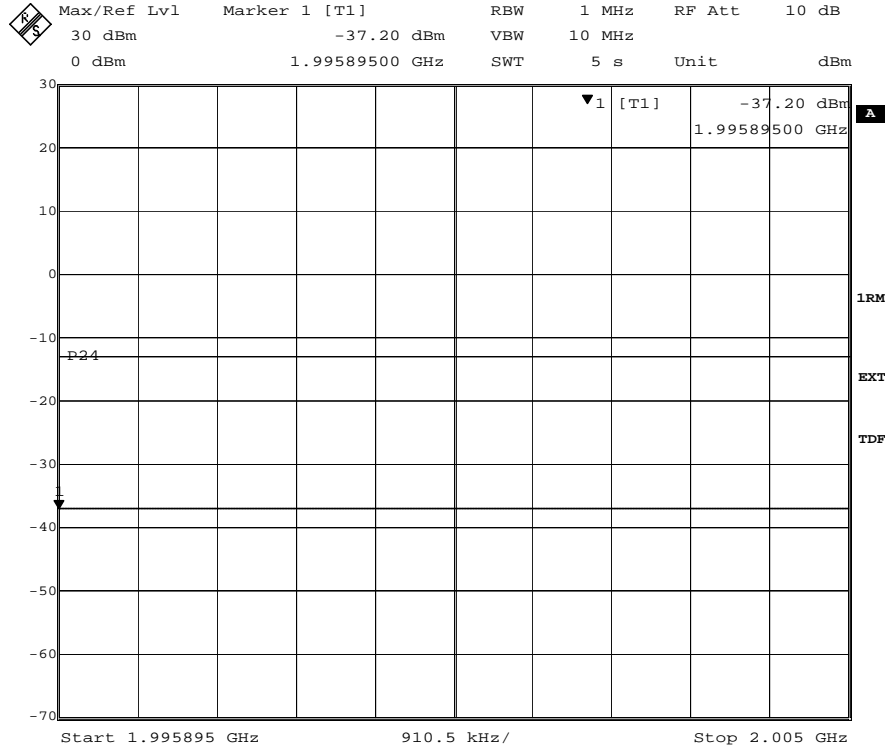 R S
Max/Ref Lvl Marker 1 [T1] RBW 1 MHz RF Att 10 dB
30 dBm -37.20 dBm VBW 10 MHz
0 dBm 1.99589500 GHz SWT 5 s Unit dBm
30
1 [T1] -37.20 dBm
A
1.99589500 GHz
20
10
0
1RM
-10
P24
EXT
-20
TDF
-30
1
-40
-50
-60
-70
Start 1.995895 GHz 910.5 kHz/ Stop 2.005 GHz